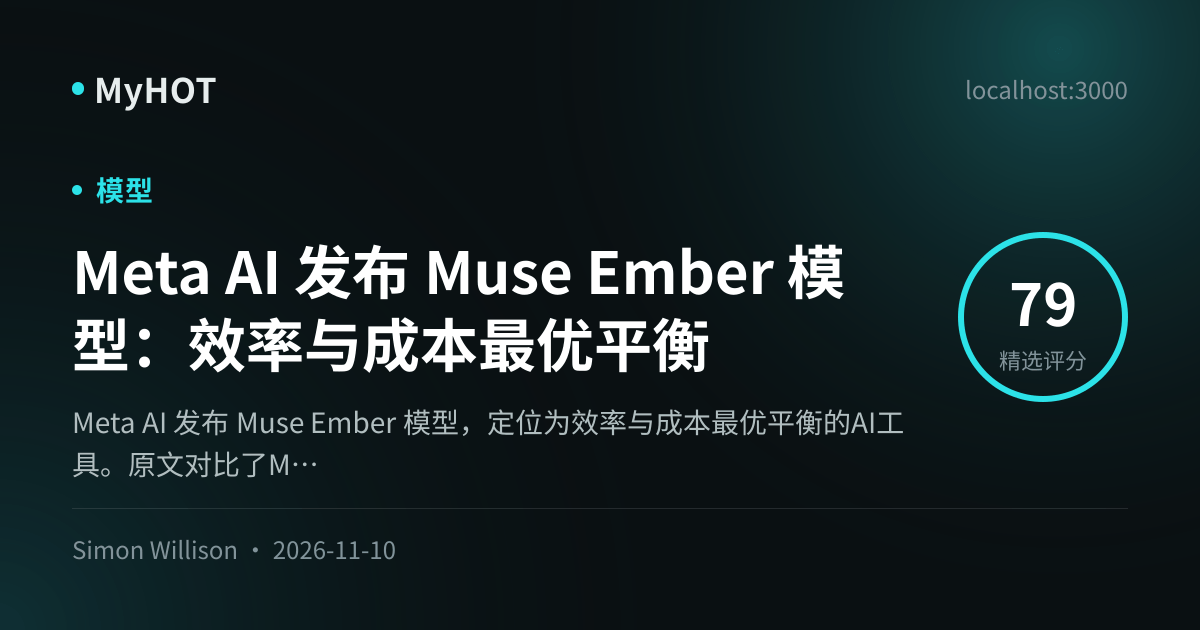 MyHOT
localhost:3000
模型
Meta AI 发布 Muse Ember 模
型：效率与成本最优平衡
79
精选评分
Meta AI 发布 Muse Ember 模型，定位为效率与成本最优平衡的AI工
具。原文对比了M…
Simon Willison · 2026-11-10